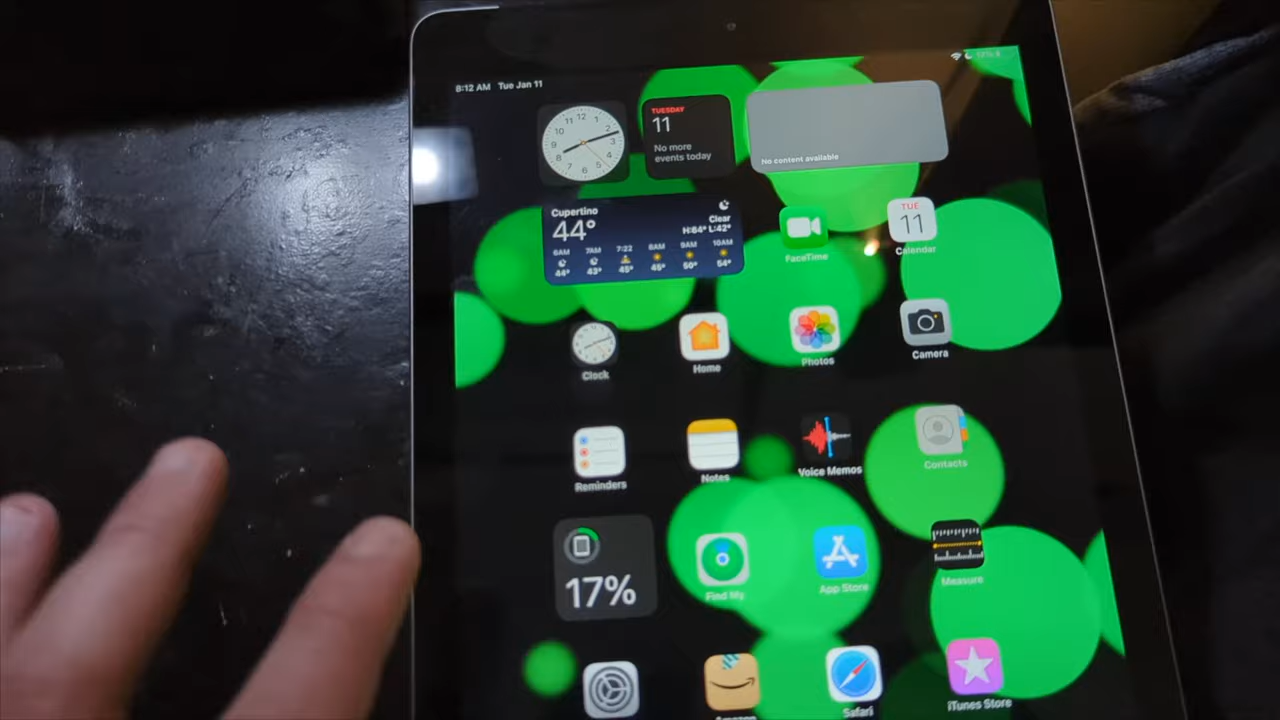 8:12 AM Tue Jan 11
TUESDAY
11
No more
events today
No content available
Cupertino
44°
Clear
H:64° L:42°
6AM 7AM 7:22 8AM 9AM 10AM
44° 43° 45° 45° 50° 54°
FaceTime
TUE
11
Calendar
Clock
Home
Photos
Camera
Reminders
Notes
Voice Memos
Contacts
17%
Find My
App Store
Measure
Amazon
Safari
iTunes Store